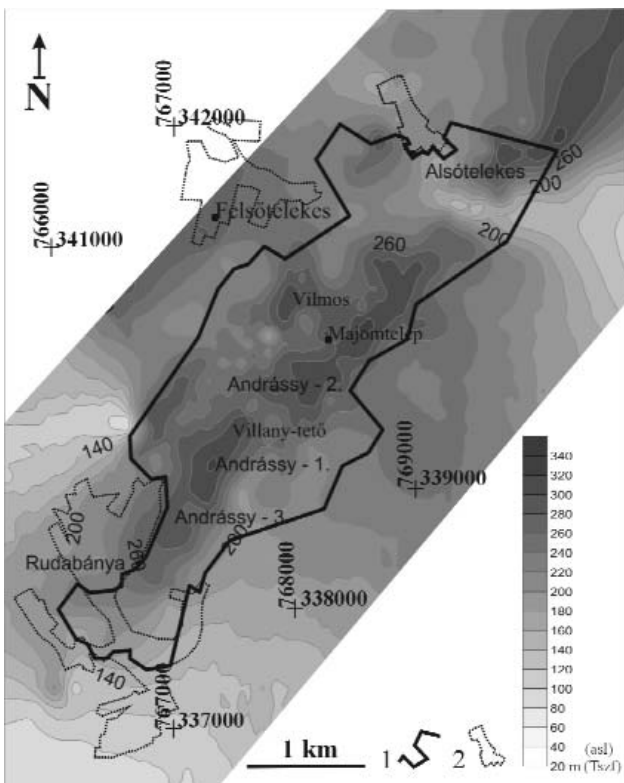 N
767000
342000
Alsótelekes
260
200
Felsőtelekes
766000
341000
200
260
Vilmos
Majomtelep
Andrássy - 2.
Villany-tető
140
Andrássy - 1.
769000
339000
200
Andrássy - 3.
260
200
Rudabánya
768000
338000
140
767000
337000
1 km
1
2
340
320
300
280
260
240
220
200
180
160
140
120
100
80
60
40
20 m
(asl)
(Tszf)